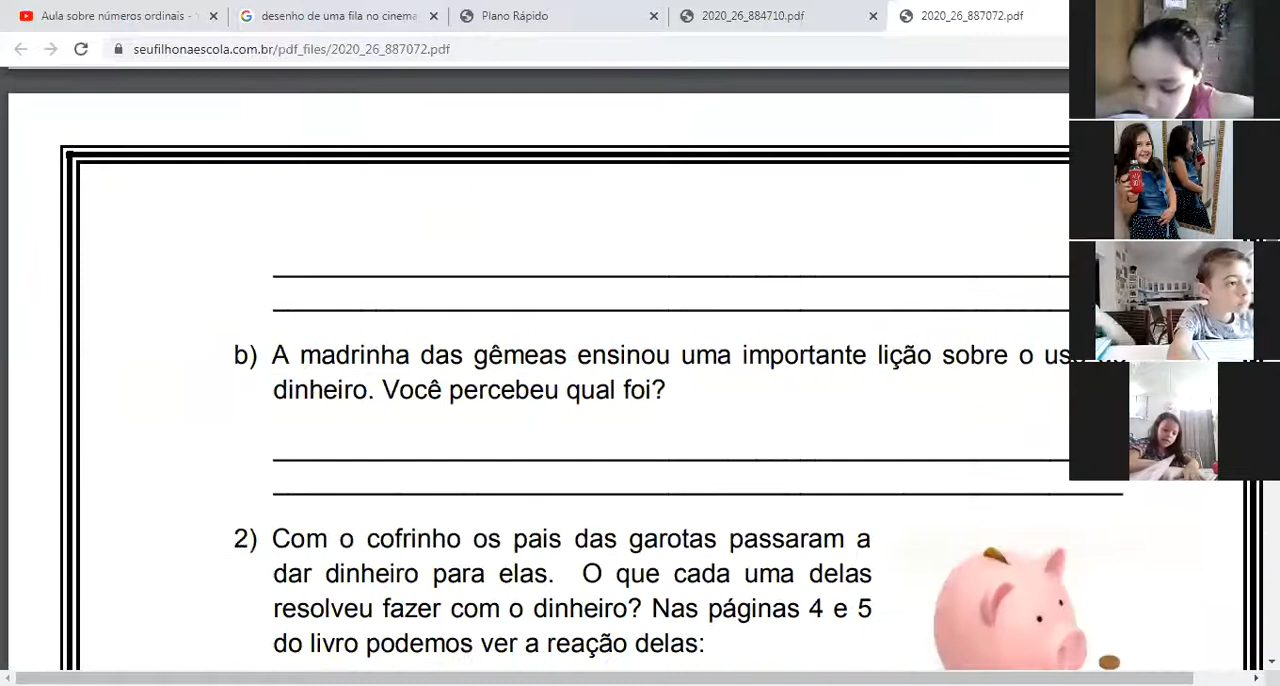 Aula sobre números ordinais -
desenho de uma fila no cinema
Plano Rápido
2020_26_884710.pdf
2020_26_887072.pdf
seufilhonaescola.com.br/pdf_files/2020_26_887072.pdf
b) A madrinha das gêmeas ensinou uma importante lição sobre o
dinheiro. Você percebeu qual foi?
2) Com o cofrinho os pais das garotas passaram a
dar dinheiro para elas. O que cada uma delas
resolveu fazer com o dinheiro? Nas páginas 4 e 5
do livro podemos ver a reação delas: